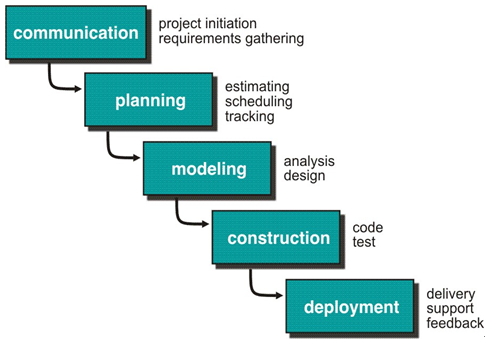 communication
project initiation
requirements gathering
planning
estimating
scheduling
tracking
modeling
analysis
design
construction
code
test
deployment
delivery
support
feedback